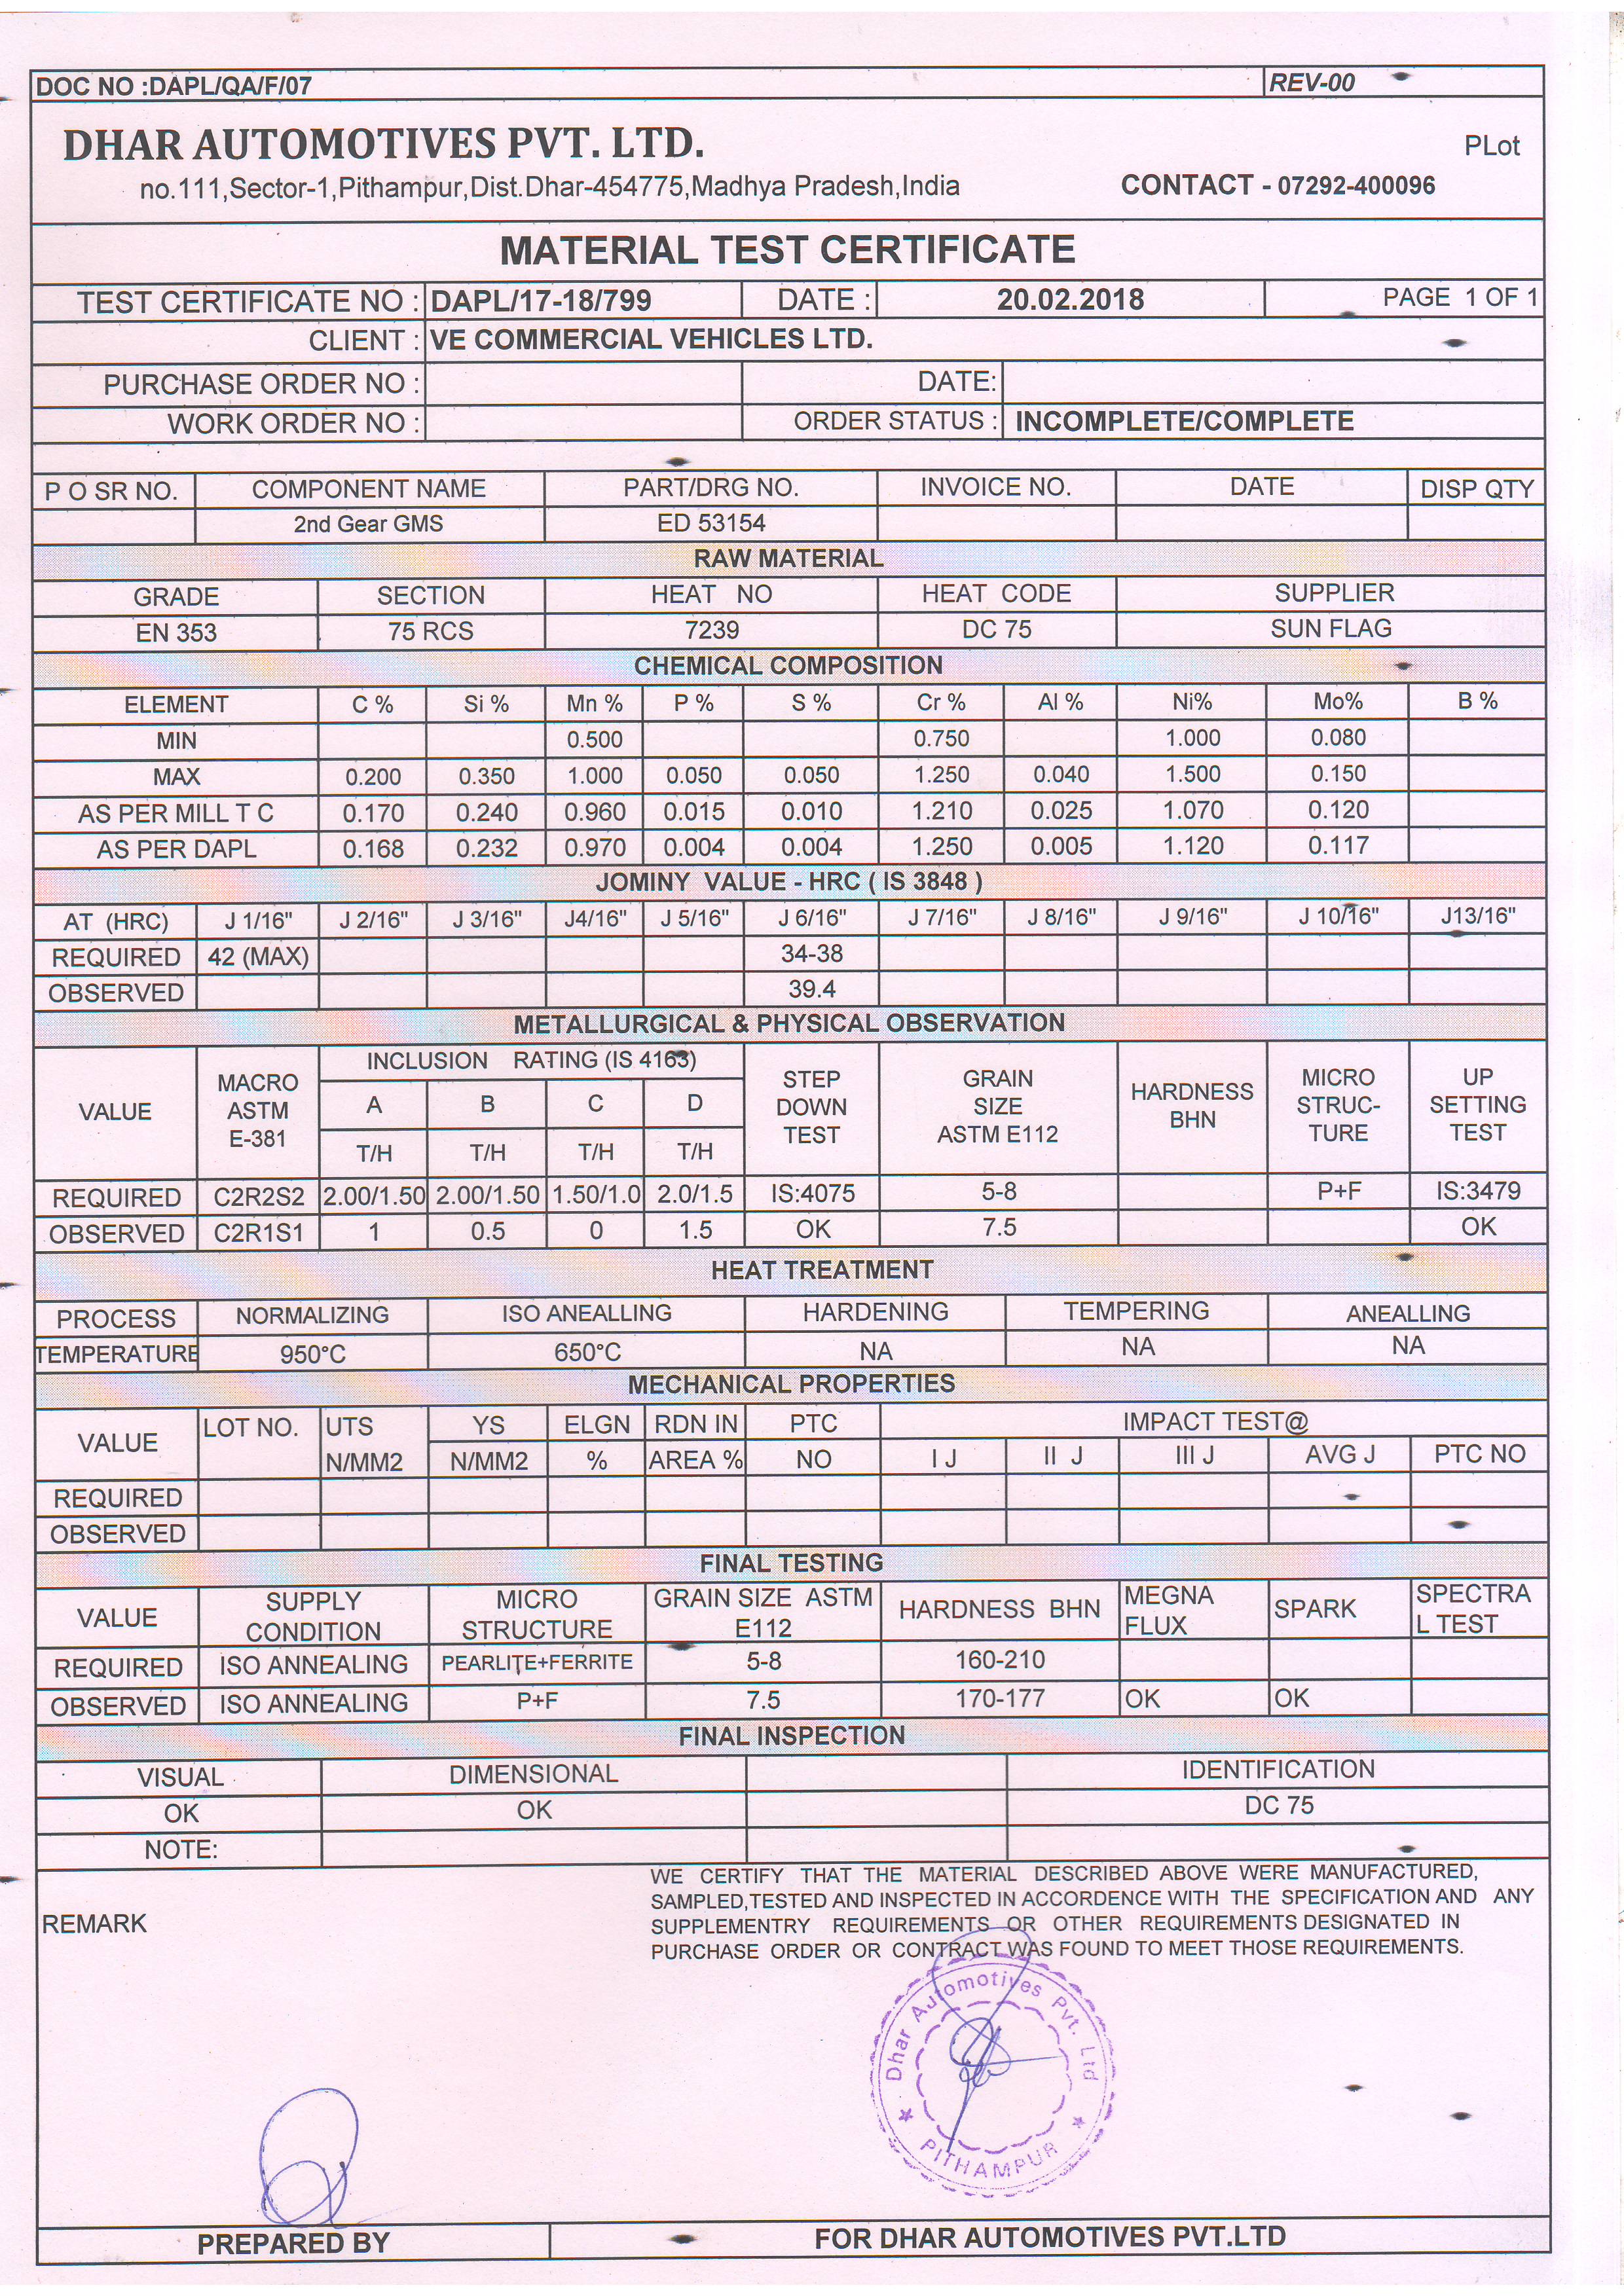 DOC NO :DAPL/QA/F/07 REV-00
DHAR AUTOMOTIVES PVT. LTD. PLot
no.111,Sector-1,Pithampur,Dist.Dhar-454775,Madhya Pradesh,India CONTACT - 07292-400096
MATERIAL TEST CERTIFICATE
TEST CERTIFICATE NO : DAPL/17-18/799 DATE : 20.02.2018 PAGE 1 OF 1
CLIENT : VE COMMERCIAL VEHICLES LTD.
PURCHASE ORDER NO : DATE:
WORK ORDER NO : ORDER STATUS : INCOMPLETE/COMPLETE
P O SR NO. COMPONENT NAME PART/DRG NO. INVOICE NO. DATE DISP QTY
2nd Gear GMS ED 53154
RAW MATERIAL
GRADE SECTION HEAT NO HEAT CODE SUPPLIER
EN 353 75 RCS 7239 DC 75 SUN FLAG
CHEMICAL COMPOSITION
ELEMENT C % Si % Mn % P % S % Cr % Al % Ni% Mo% B %
MIN 0.500 0.750 1.000 0.080
MAX 0.200 0.350 1.000 0.050 0.050 1.250 0.040 1.500 0.150
AS PER MILL T C 0.170 0.240 0.960 0.015 0.010 1.210 0.025 1.070 0.120
AS PER DAPL 0.168 0.232 0.970 0.004 0.004 1.250 0.005 1.120 0.117
JOMINY VALUE - HRC ( IS 3848 )
AT (HRC) J 1/16" J 2/16" J 3/16" J4/16" J 5/16" J 6/16" J 7/16" J 8/16" J 9/16" J 10/16" J13/16"
REQUIRED 42 (MAX) 34-38
OBSERVED 39.4
METALLURGICAL & PHYSICAL OBSERVATION
VALUE MACRO ASTM E-381 INCLUSION RATING (IS 4163) STEP DOWN TEST GRAIN SIZE ASTM E112 HARDNESS BHN MICRO STRUC- TURE UP SETTING TEST
A B C D
T/H T/H T/H T/H
REQUIRED C2R2S2 2.00/1.50 2.00/1.50 1.50/1.0 2.0/1.5 IS:4075 5-8 P+F IS:3479
OBSERVED C2R1S1 1 0.5 0 1.5 OK 7.5 OK
HEAT TREATMENT
PROCESS NORMALIZING ISO ANEALLING HARDENING TEMPERING ANEALLING
TEMPERATURE 950°C 650°C NA NA NA
MECHANICAL PROPERTIES
VALUE LOT NO. UTS YS ELGN RDN IN PTC IMPACT TEST@
N/MM2 N/MM2 % AREA % NO I J II J III J AVG J PTC NO
REQUIRED
OBSERVED
FINAL TESTING
VALUE SUPPLY CONDITION MICRO STRUCTURE GRAIN SIZE ASTM E112 HARDNESS BHN MEGNA FLUX SPARK SPECTRA L TEST
REQUIRED ISO ANNEALING PEARLITE+FERRITE 5-8 160-210
OBSERVED ISO ANNEALING P+F 7.5 170-177 OK OK
FINAL INSPECTION
VISUAL DIMENSIONAL IDENTIFICATION
OK OK DC 75
NOTE:
WE CERTIFY THAT THE MATERIAL DESCRIBED ABOVE WERE MANUFACTURED,
SAMPLED,TESTED AND INSPECTED IN ACCORDENCE WITH THE SPECIFICATION AND ANY
REMARK SUPPLEMENTRY REQUIREMENTS OR OTHER REQUIREMENTS DESIGNATED IN
PURCHASE ORDER OR CONTRACT WAS FOUND TO MEET THOSE REQUIREMENTS.
Dhar Automotives Pvt. Ltd
PITHAMPUR
PREPARED BY FOR DHAR AUTOMOTIVES PVT.LTD